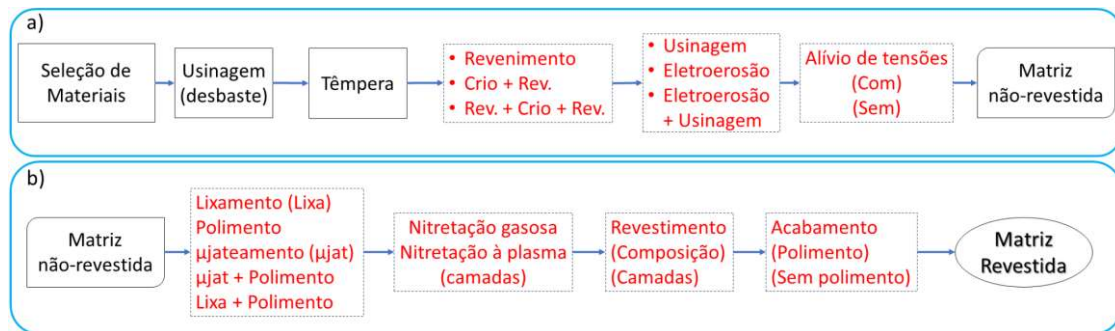 a)
Seleção de
Materiais
Usinagem
(desbaste)
Têmpera
• Revenimento
• Crio + Rev.
• Rev. + Crio + Rev.
• Usinagem
• Eletroerosão
• Eletroerosão
+ Usinagem
Alívio de tensões
(Com)
(Sem)
Matriz
não-revestida
b)
Matriz
não-revestida
Lixamento (Lixa)
Polimento
μjateamento (μjat)
μjat + Polimento
Lixa + Polimento
Nitretação gasosa
Nitretação à plasma
(camadas)
Revestimento
(Composição)
(Camadas)
Acabamento
(Polimento)
(Sem polimento)
Matriz
Revestida